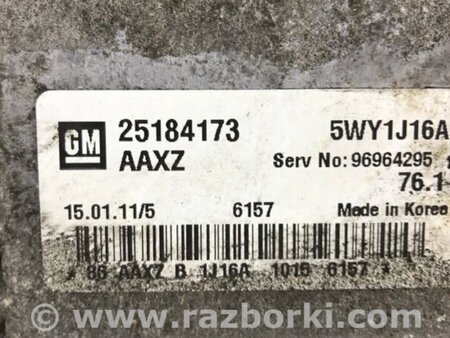 GM 25184173 5WY1J16A
AAXZ Serv No: 96964295
76.1-
15.01.11/5 6157 Made in Korea
* 86 AAXZ B 1J16A 1015 6157 *
www.razborki.com